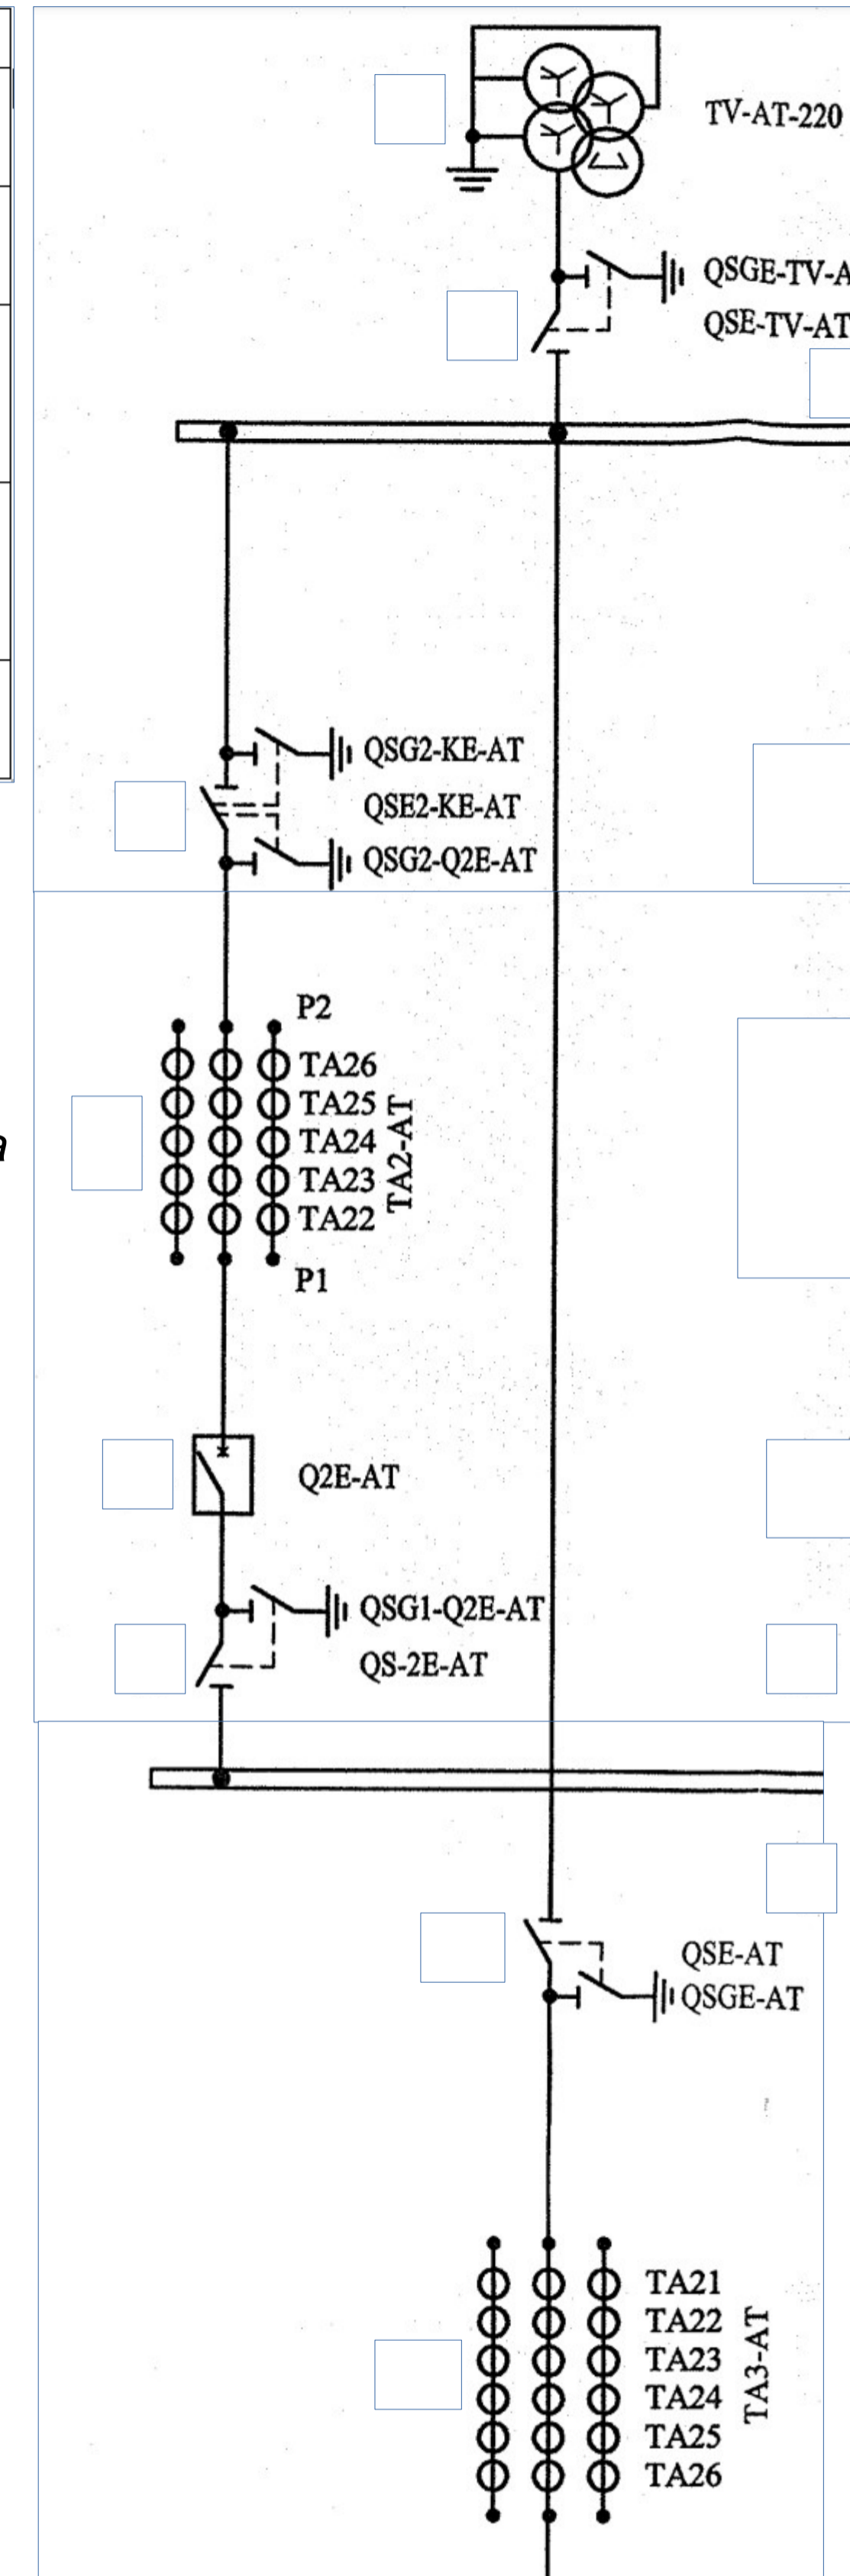 TV-AT-220
QSGE-TV-A
QSE-TV-AT
QSG2-KE-AT
QSE2-KE-AT
QSG2-Q2E-AT
P2
TA26
TA25
TA24
TA23
TA22
TA2-AT
a
P1
Q2E-AT
QSG1-Q2E-AT
QS-2E-AT
QSE-AT
QSGE-AT
TA21
TA22
TA23
TA24
TA25
TA26
TA3-AT